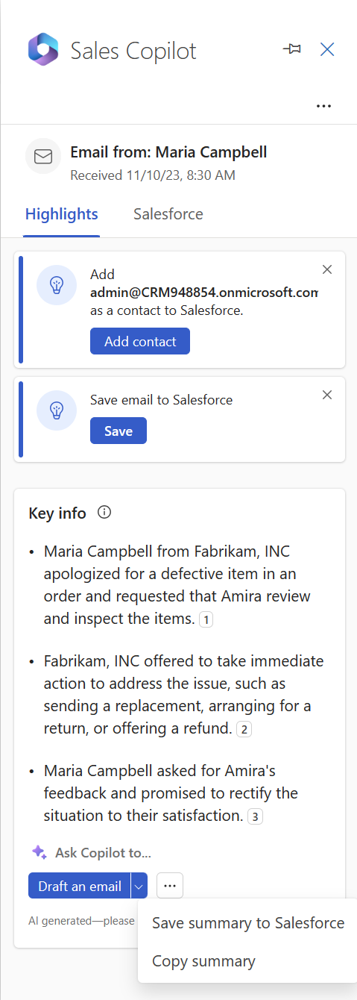 Sales Copilot
Email from: Maria Campbell
Received 11/10/23, 8:30 AM
Highlights
Salesforce
Add
admin@CRM948854.onmicrosoft.com
as a contact to Salesforce.
Add contact
Save email to Salesforce
Save
Key info
• Maria Campbell from Fabrikam, INC
apologized for a defective item in an
order and requested that Amira review
and inspect the items. 1
• Fabrikam, INC offered to take immediate
action to address the issue, such as
sending a replacement, arranging for a
return, or offering a refund. 2
• Maria Campbell asked for Amira's
feedback and promised to rectify the
situation to their satisfaction. 3
Ask Copilot to...
Draft an email
AI generated—please
Save summary to Salesforce
Copy summary